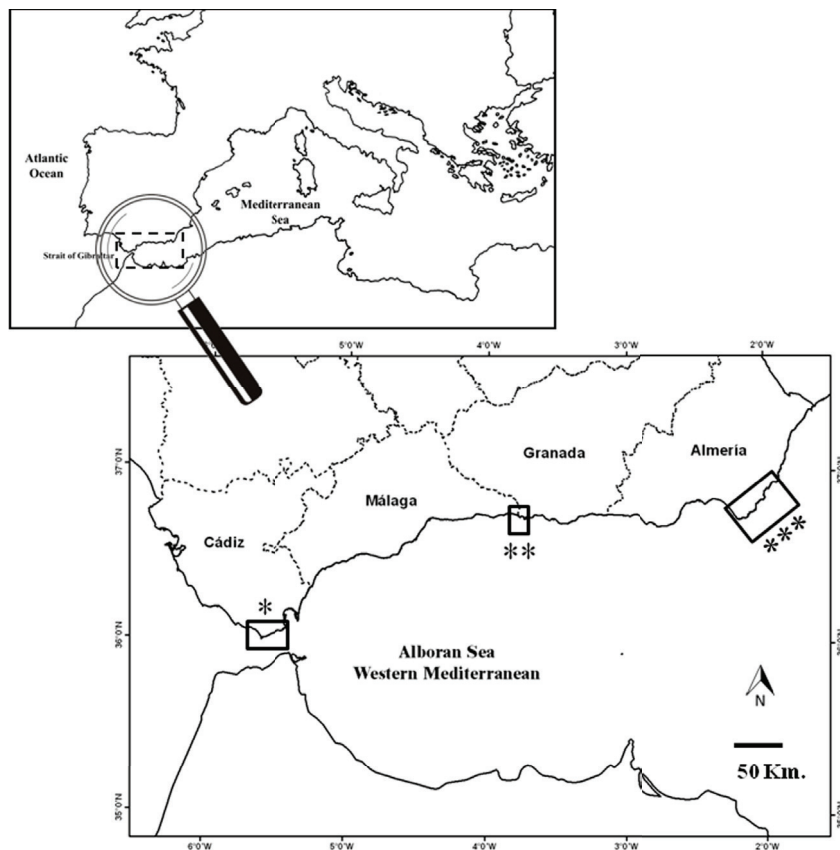 Atlantic
Ocean
Mediterranean
Sea
Strait of Gibraltar
5°0'W 4°0'W 3°0'W 2°0'W
37°0'N
Granada
Almería
Málaga
Cádiz
*
**
***
36°0'N
Alboran Sea
Western Mediterranean
N
50 Km.
35°0'N
6°0'W 5°0'W 4°0'W 3°0'W 2°0'W